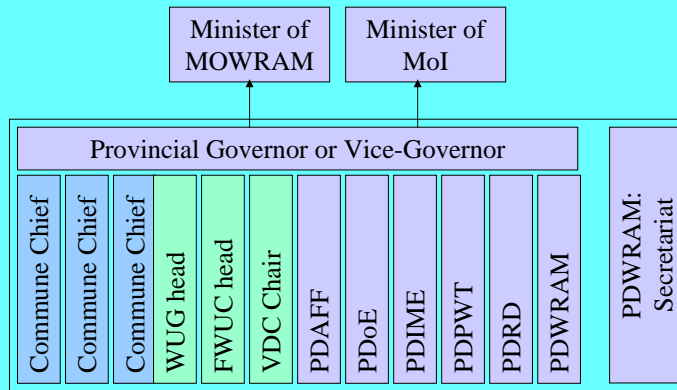 Minister of
MOWRAM
Minister of
MoI
Provincial Governor or Vice-Governor
Commune Chief
Commune Chief
Commune Chief
WUG head
FWUC head
VDC Chair
PDAFF
PDoE
PDIME
PDPWT
PDRD
PDWRAM
PDWRAM:
Secretariat